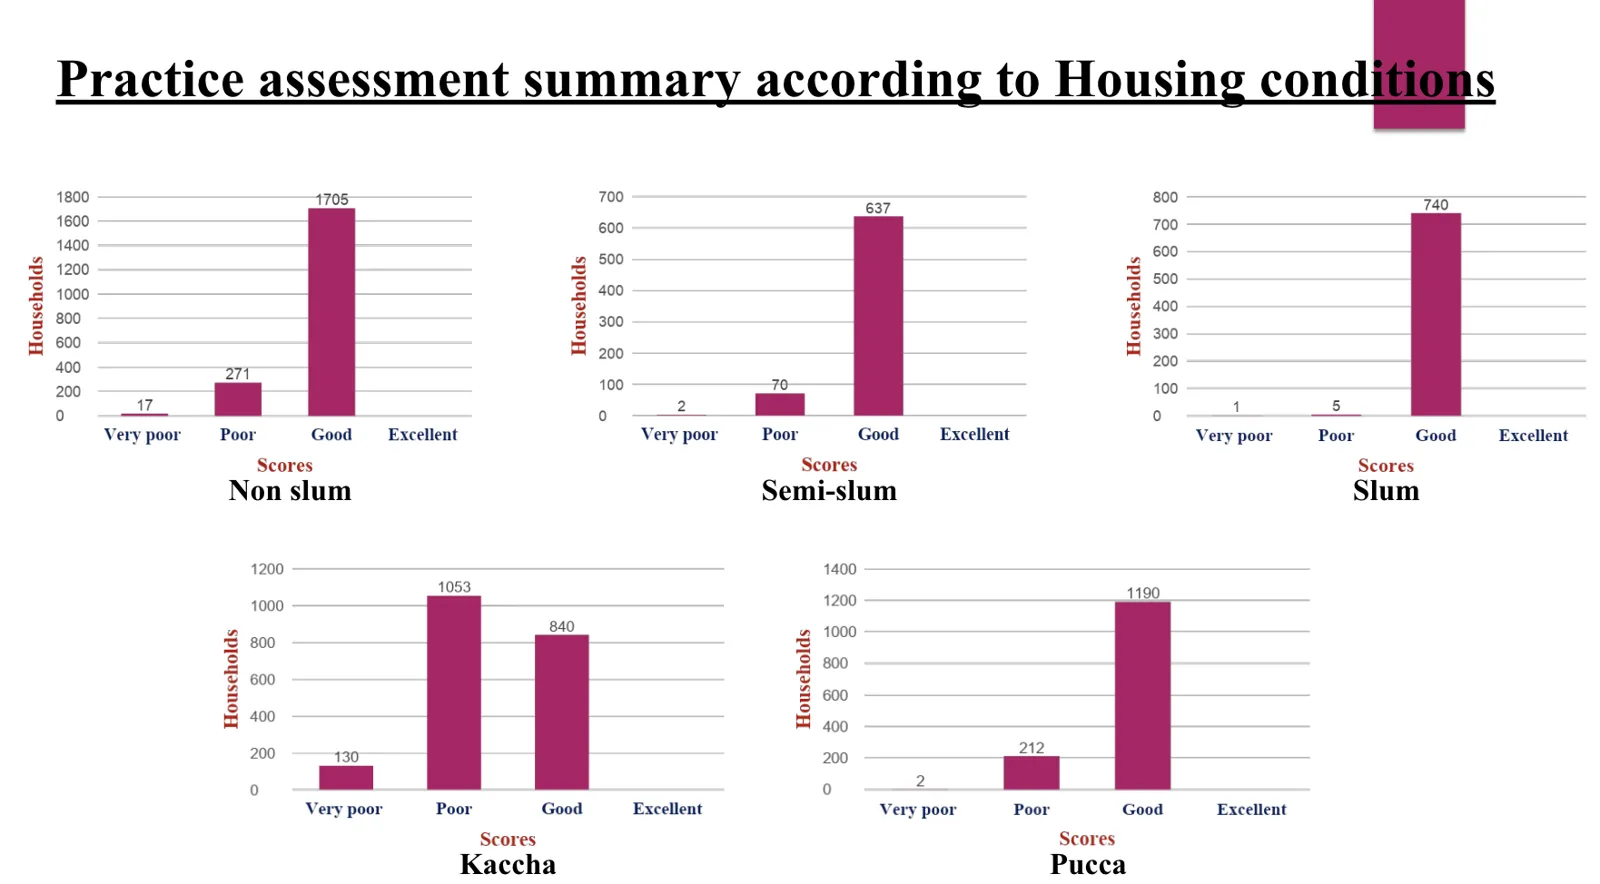 Practice assessment summary according to Housing conditions
1800
1600
1400
1200
1000
800
600
400
200
0
Households
17
271
1705
Very poor Poor Good Excellent
Scores
Non slum
700
600
500
400
300
200
100
0
Households
2
70
637
Very poor Poor Good Excellent
Scores
Semi-slum
800
700
600
500
400
300
200
100
0
Households
1
5
740
Very poor Poor Good Excellent
Scores
Slum
1200
1000
800
600
400
200
0
Households
130
1053
840
Very poor Poor Good Excellent
Scores
Kaccha
1400
1200
1000
800
600
400
200
0
Households
2
212
1190
Very poor Poor Good Excellent
Scores
Pucca